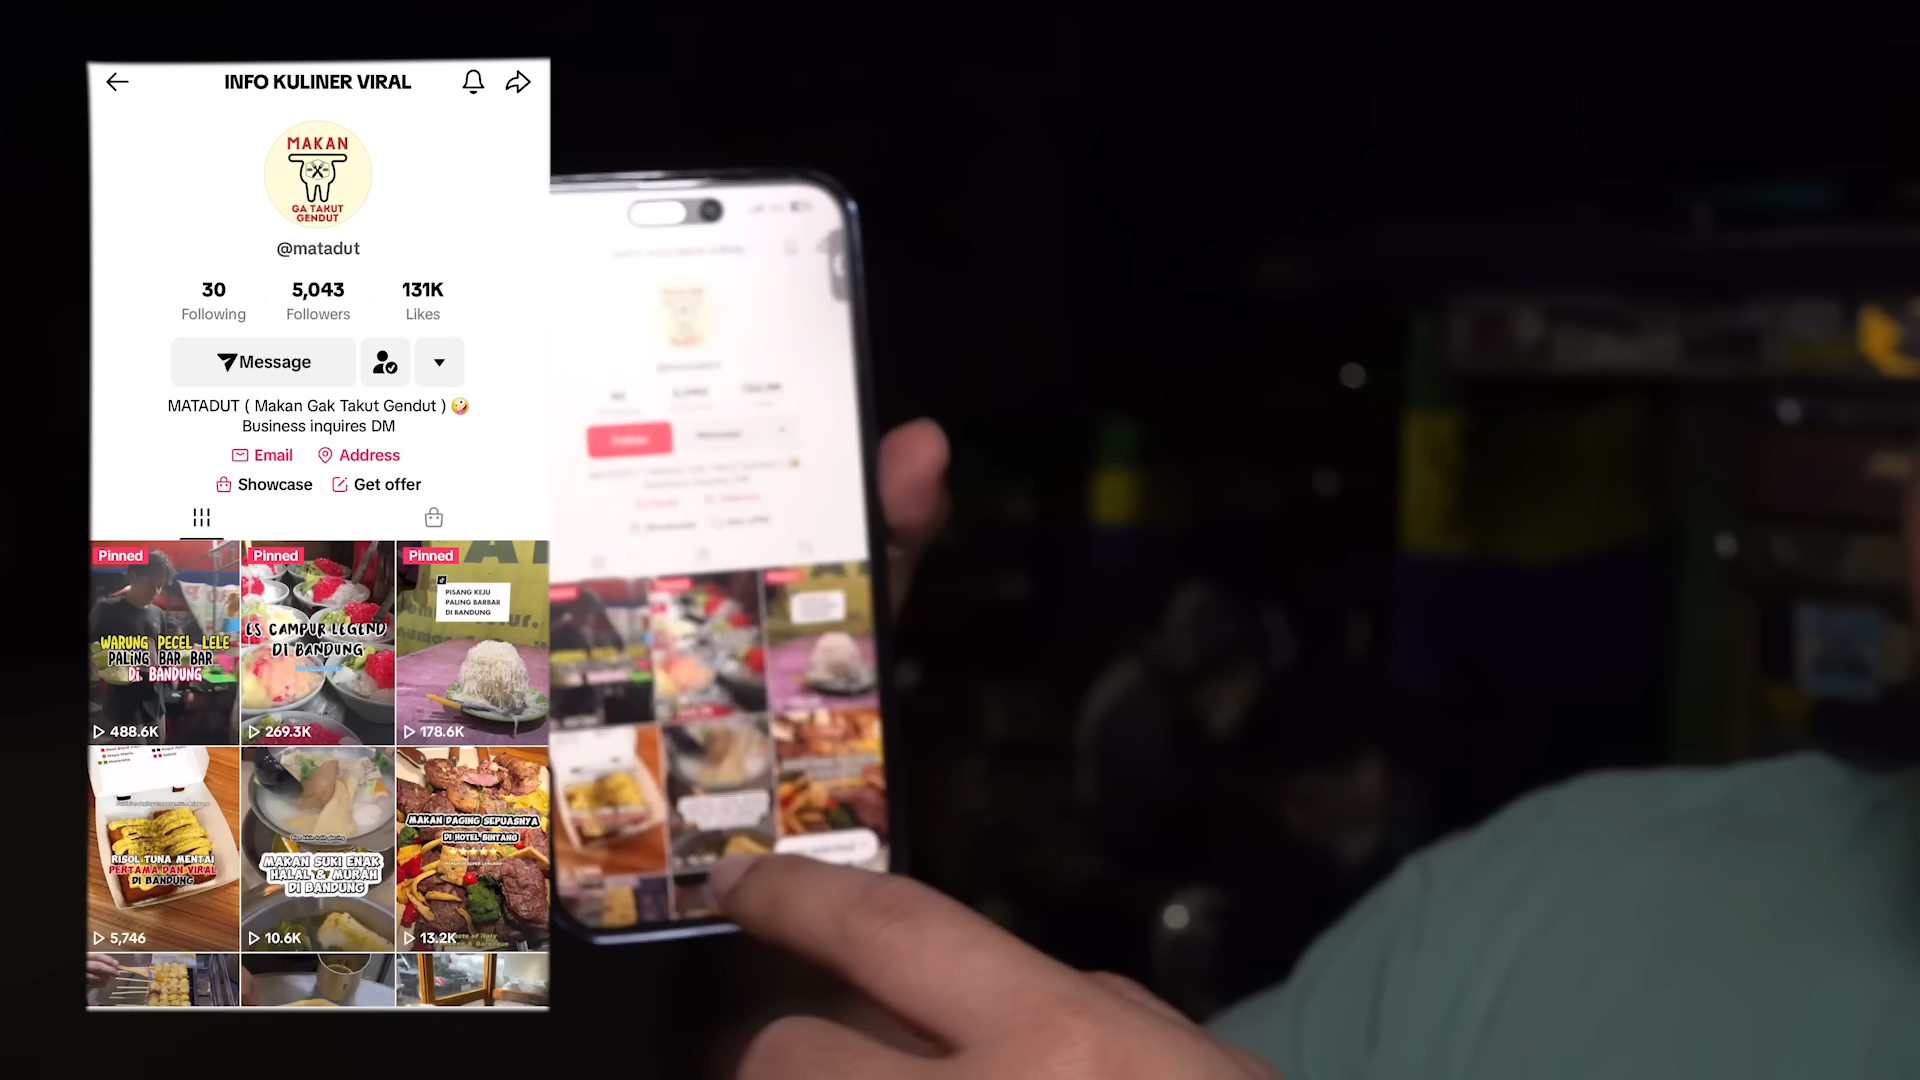 INFO KULINER VIRAL
MAKAN
GA TAKUT
GENDUT
@matadut
30
5,043
131K
Following
Followers
Likes
Message
MATADUT ( Makan Gak Takut Gendut ) 🤪
Business inquires DM
Email
Address
Showcase
Get offer
Pinned
Pinned
Pinned
WARUNG PECEL LELE
PALING BAR BAR
DI BANDUNG
488.6K
ES CAMPUR LEGEND
DI BANDUNG
269.3K
PISANG KEJU
PALING BARBAR
DI BANDUNG
178.6K
RISOL TUNA MENTAI
PERTAMA DAN VIRAL
DI BANDUNG
5,746
MAKAN SUKI ENAK
HALAL & MURAH
DI BANDUNG
10.6K
MAKAN DAGING SEPUASNYA
DI HOTEL BINTANG
13.2K